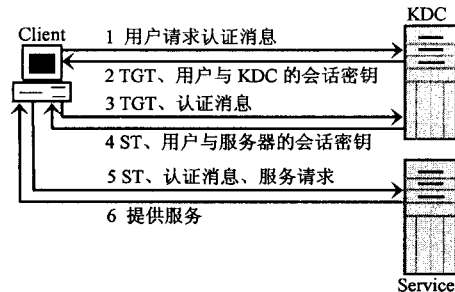 KDC
Client
1 用户请求认证消息
2 TGT、用户与 KDC 的会话密钥
3 TGT、认证消息
4 ST、用户与服务器的会话密钥
5 ST、认证消息、服务请求
6 提供服务
Service